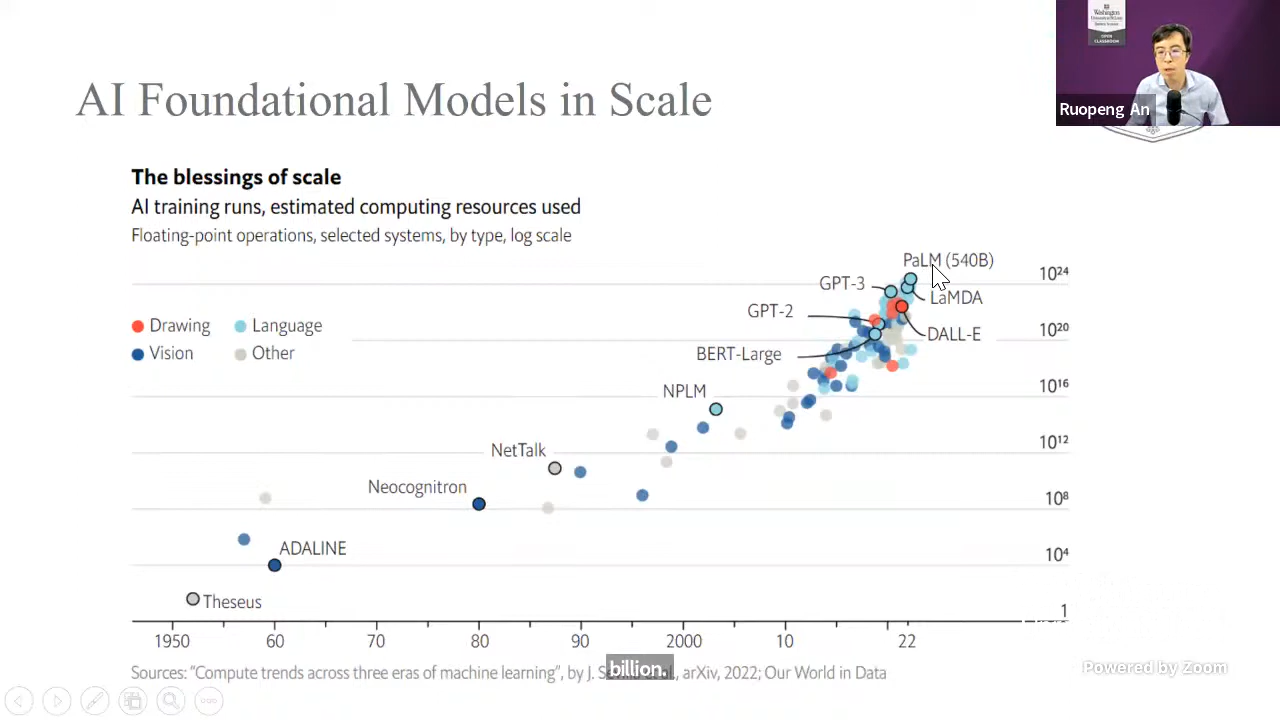 AI Foundational Models in Scale
Washington
OPEN
CLASSROOM
Ruopeng An
The blessings of scale
AI training runs, estimated computing resources used
Floating-point operations, selected systems, by type, log scale
Drawing
Language
Vision
Other
PaLM (540B)
GPT-3
LaMDA
GPT-2
DALL-E
BERT-Large
NPLM
NetTalk
Neocognitron
ADALINE
Theseus
10²⁴
10²⁰
10¹⁶
10¹²
10⁸
10⁴
1
1950 60 70 80 90 2000 10 22
Sources: "Compute trends across three eras of machine learning", by J. arXiv, 2022; Our World in Data
billion.
Powered by Zoom